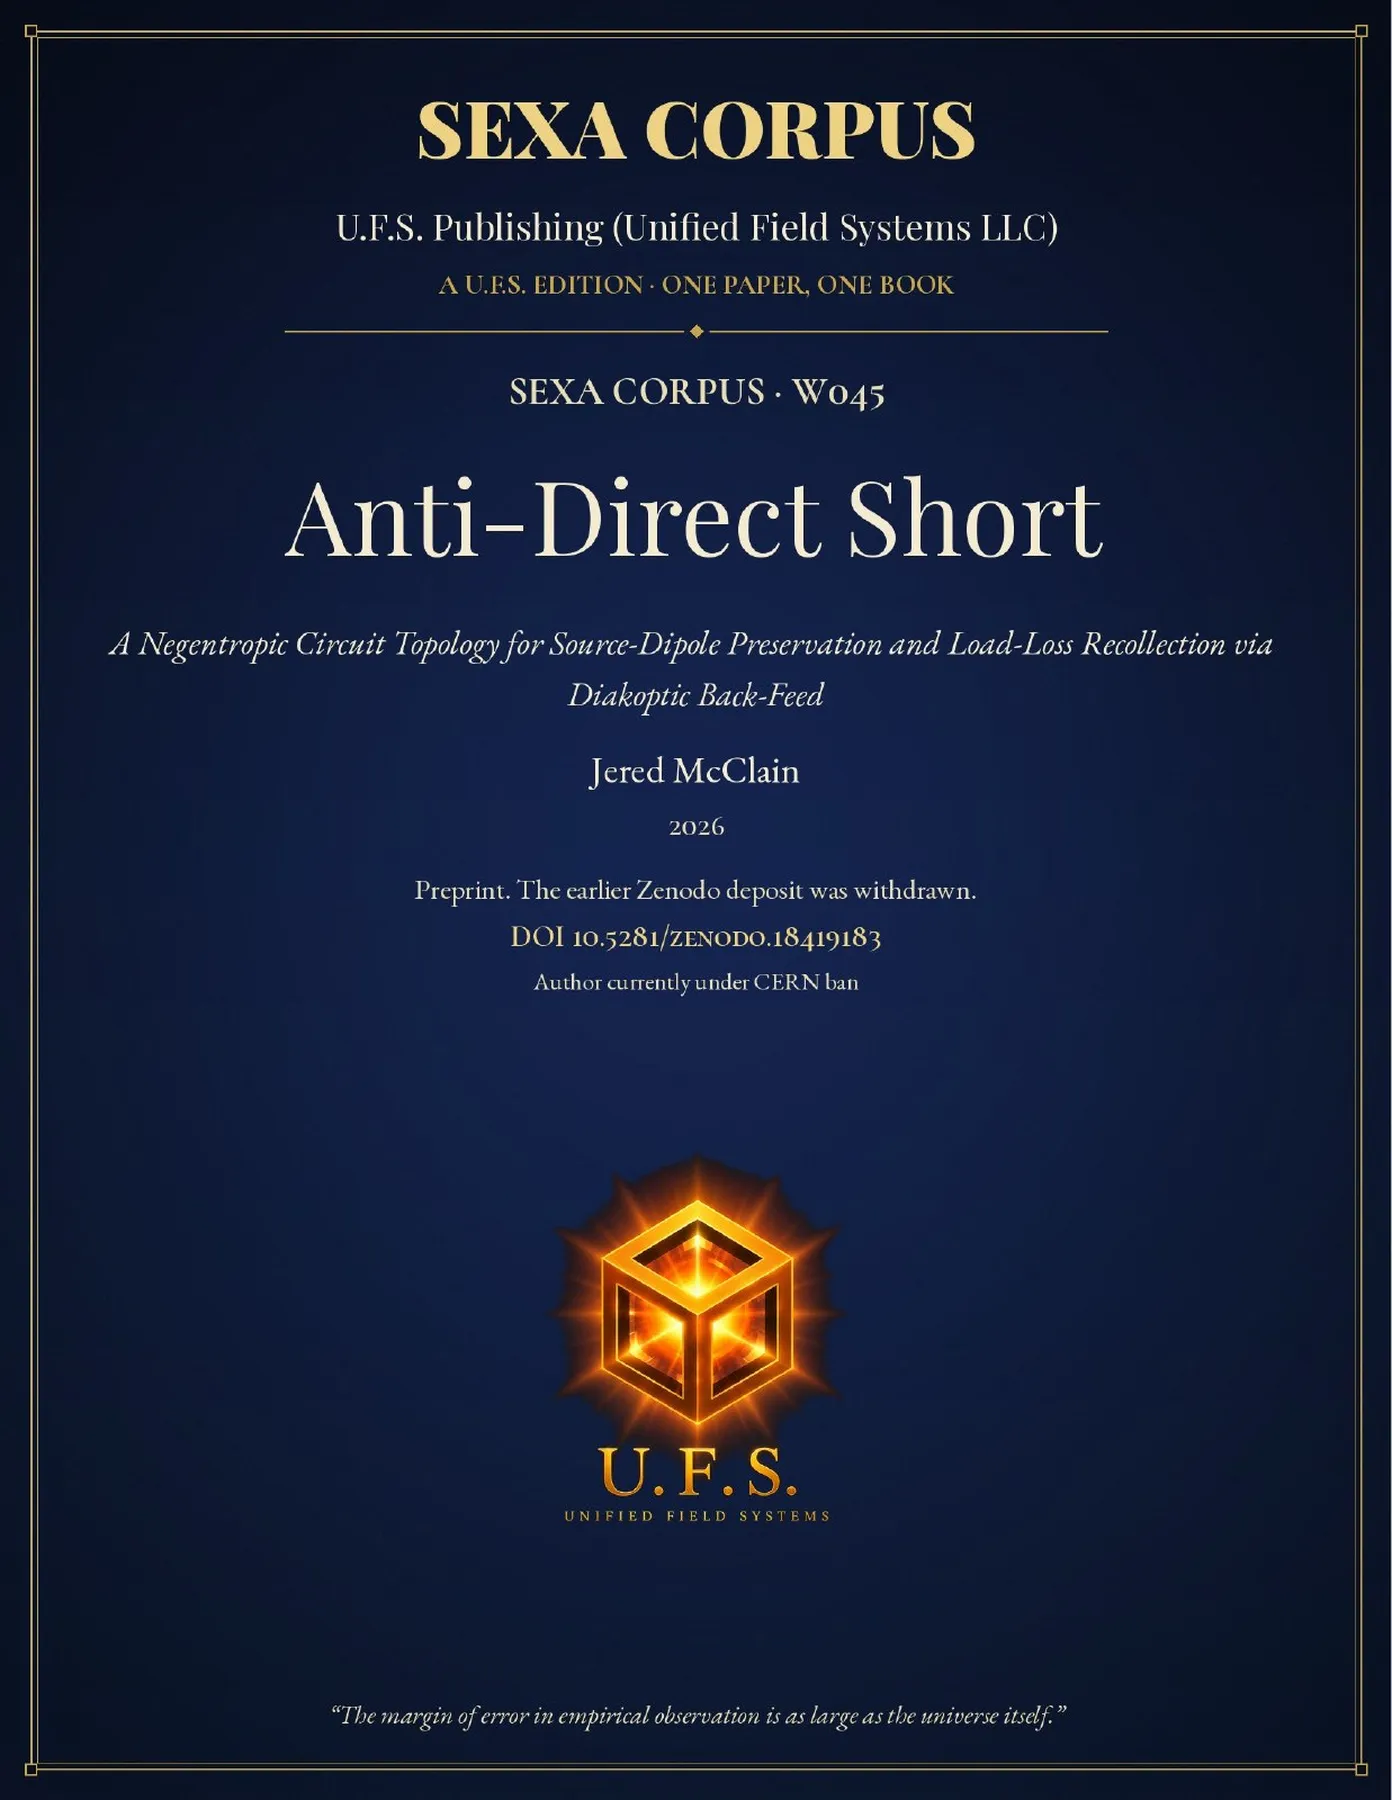 SEXA CORPUS
U.F.S. Publishing (Unified Field Systems LLC)
A U.F.S. EDITION · ONE PAPER, ONE BOOK
SEXA CORPUS · W045
Anti-Direct Short
A Negentropic Circuit Topology for Source-Dipole Preservation and Load-Loss Recollection via
Diakoptic Back-Feed
Jered McClain
2026
Preprint. The earlier Zenodo deposit was withdrawn.
DOI 10.5281/ZENODO.18419183
Author currently under CERN ban
U.F.S.
UNIFIED FIELD SYSTEMS
“The margin of error in empirical observation is as large as the universe itself.”